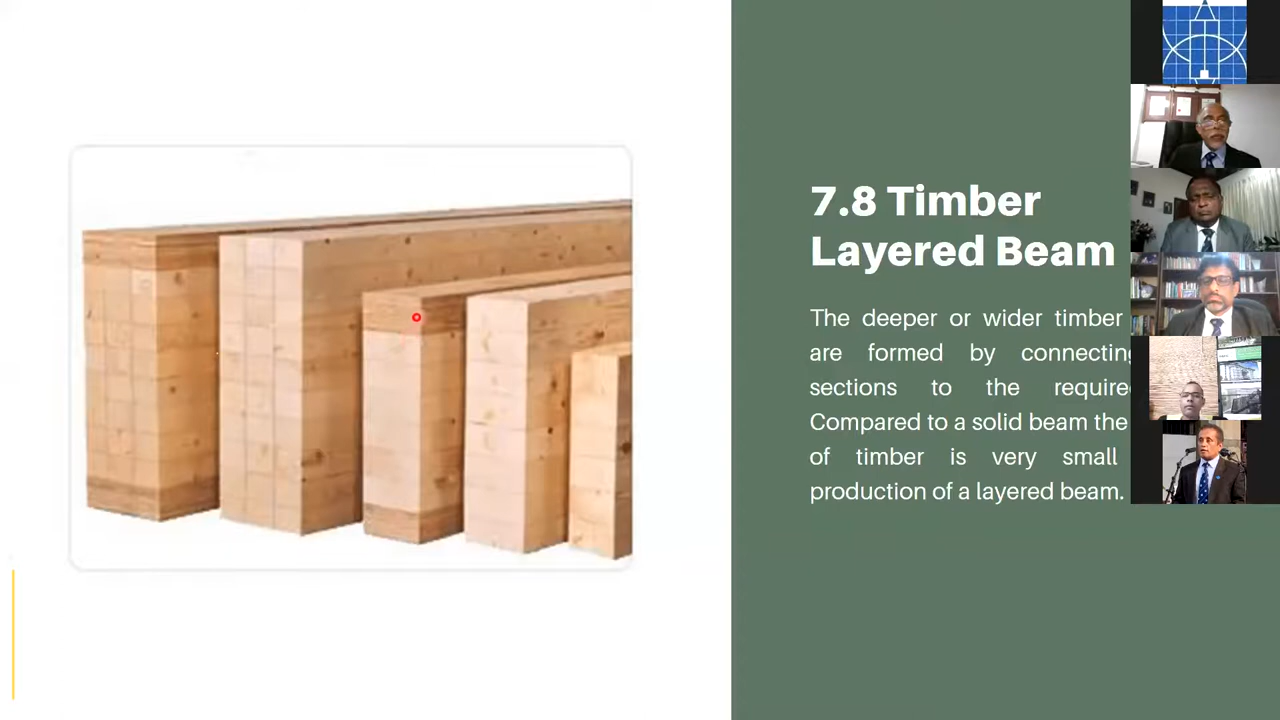 7.8 Timber
Layered Beam
The deeper or wider timber
are formed by connecting
sections to the
Compared to a solid beam the
of timber is very small
production of a layered beam.